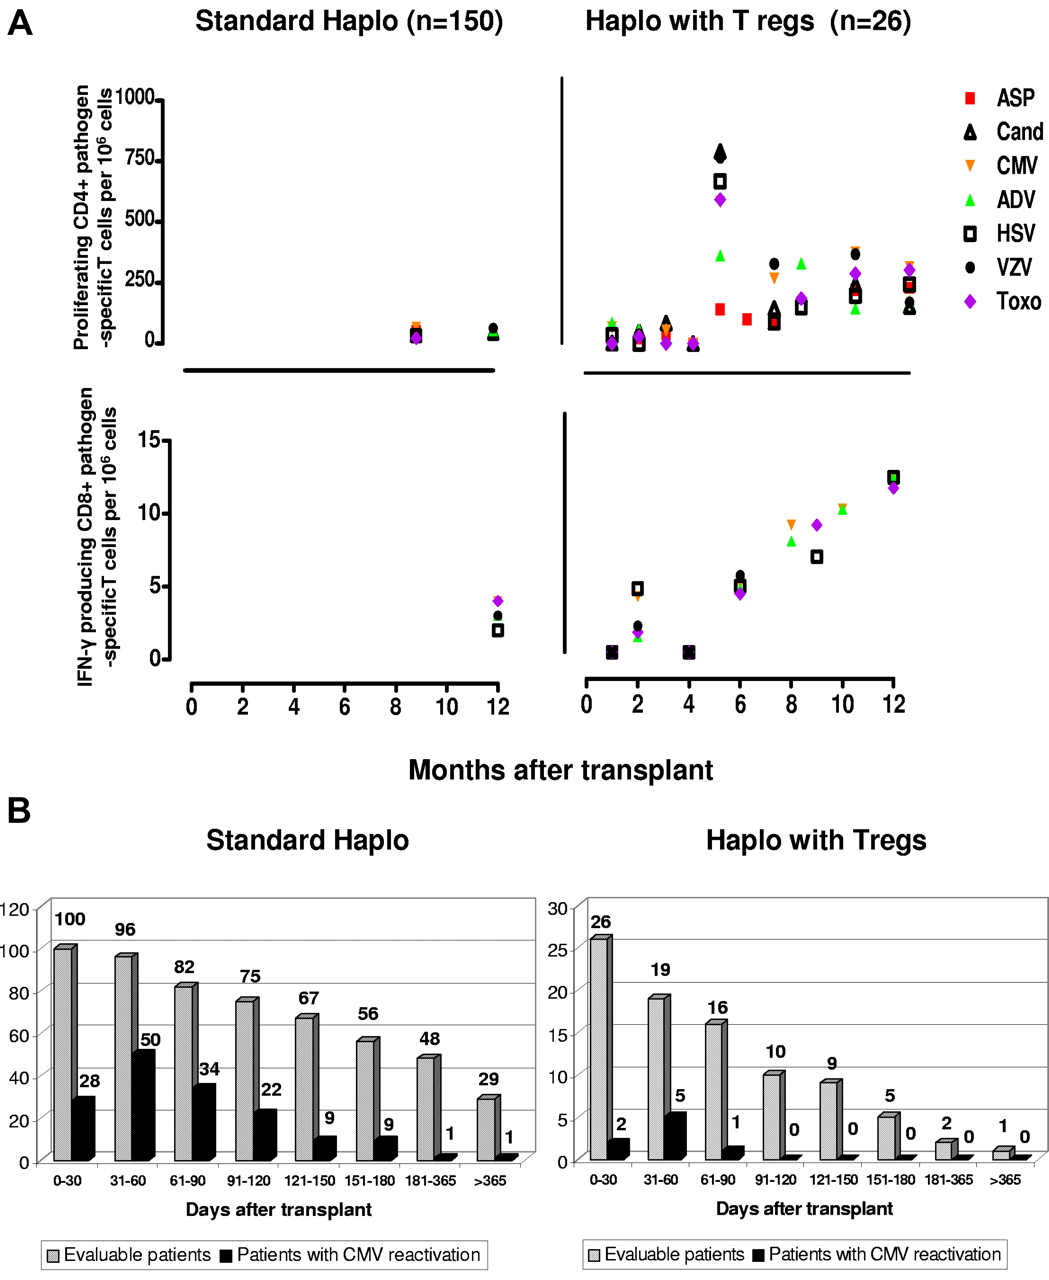 A
Standard Haplo (n=150)
Haplo with T regs (n=26)
Proliferating CD4+ pathogen
-specificT cells per 10⁶ cells
1000
750
500
250
0
ASP
Cand
CMV
ADV
HSV
VZV
Toxo
IFN-γ producing CD8+ pathogen
-specificT cells per 10⁶ cells
15
10
5
0
0 2 4 6 8 10 12
0 2 4 6 8 10 12
Months after transplant
B
Standard Haplo
Haplo with Tregs
120
100
80
60
40
20
0
100 96 82 75 67 56 48 29
28 50 34 22 9 9 1 1
0-30 31-60 61-90 91-120 121-150 151-180 181-365 >365
Days after transplant
Evaluable patients Patients with CMV reactivation
30
25
20
15
10
5
0
26 19 16 10 9 5 2 1
2 5 1 0 0 0 0 0
0-30 31-60 61-90 91-120 121-150 151-180 181-365 >365
Days after transplant
Evaluable patients Patients with CMV reactivation